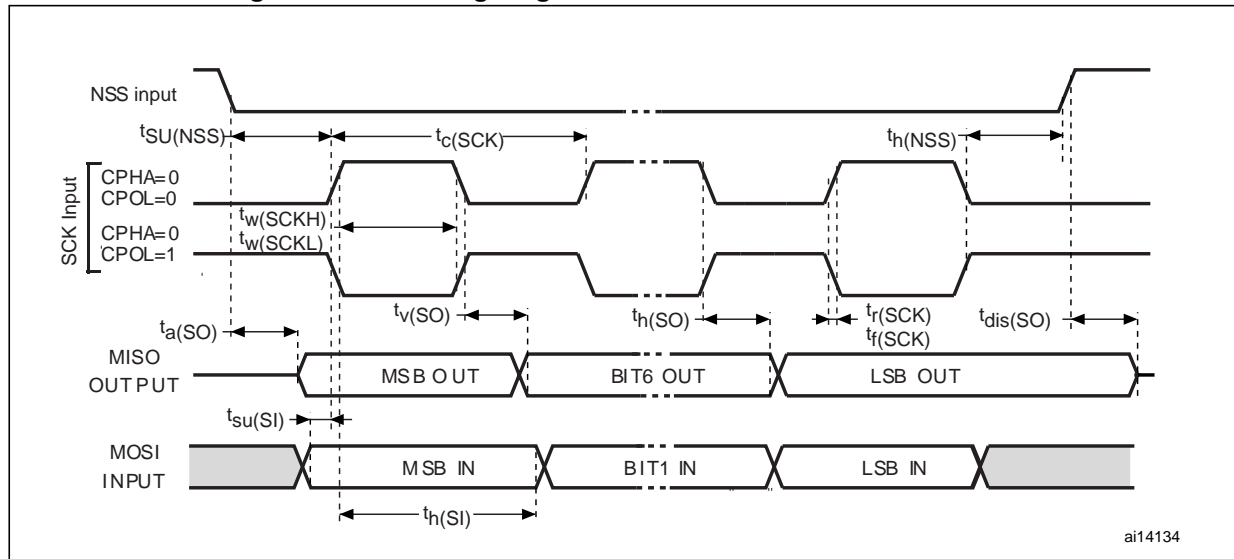 NSS input
tSU(NSS)
tc(SCK)
th(NSS)
SCK Input
CPHA=0
CPOL=0
tw(SCKH)
CPHA=0
tw(SCKL)
CPOL=1
tv(SO)
ta(SO)
th(SO)
tr(SCK)
tf(SCK)
tdis(SO)
MISO
OUTPUT
MSB OUT
BIT6 OUT
LSB OUT
tsu(SI)
MOSI
INPUT
MSB IN
BIT1 IN
LSB IN
th(SI)
ai14134